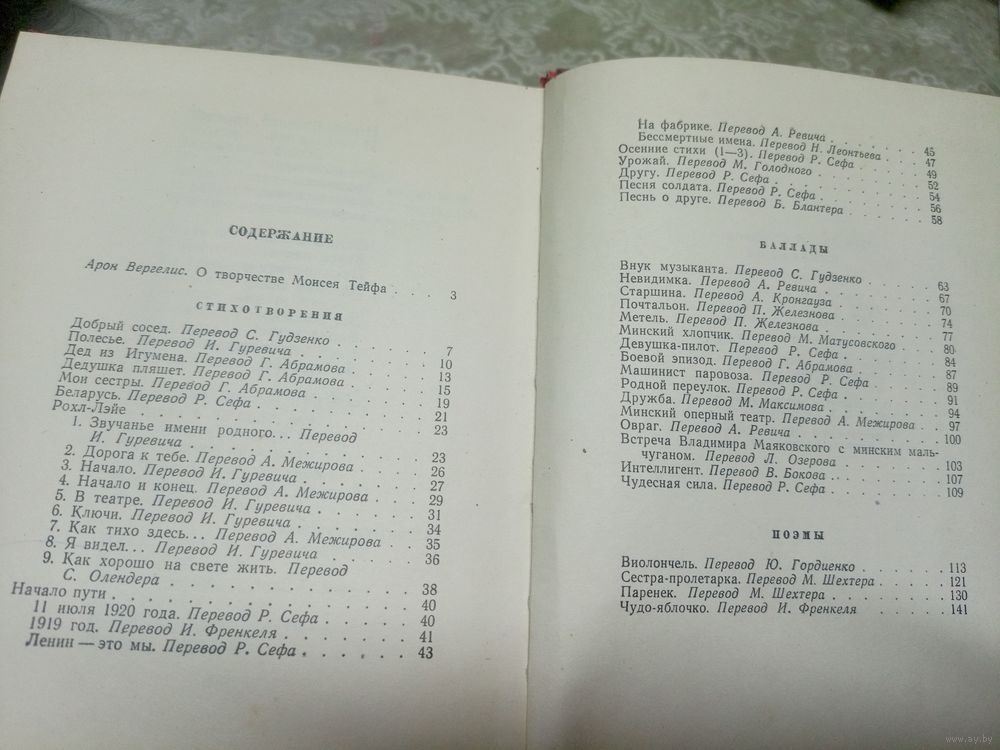 СОДЕРЖАНИЕ
Арон Вергелис. О творчестве Моисея Тейфа . . . 3
СТИХОТВОРЕНИЯ
Добрый сосед. Перевод С. Гудзенко . . . 7
Полесье. Перевод И. Гуревича . . . 10
Дед из Игумена. Перевод Г. Абрамова . . . 13
Дедушка пляшет. Перевод Г. Абрамова . . . 15
Мои сестры. Перевод Г. Абрамова . . . 19
Беларусь. Перевод Р. Сефа . . . 21
Рохл-Лэйе . . . 23
1. Звучанье имени родного... Перевод
И. Гуревича . . . 23
2. Дорога к тебе. Перевод А. Межирова . . . 26
3. Начало. Перевод И. Гуревича . . . 27
4. Начало и конец. Перевод А. Межирова . . . 29
5. В театре. Перевод И. Гуревича . . . 31
6. Ключи. Перевод И. Гуревича . . . 34
7. Как тихо здесь... Перевод А. Межирова . . . 35
8. Я видел... Перевод И. Гуревича . . . 36
9. Как хорошо на свете жить. Перевод
С. Олендера . . . 38
Начало пути . . . 40
11 июля 1920 года. Перевод Р. Сефа . . . 40
1919 год. Перевод И. Френкеля . . . 41
Ленин — это мы. Перевод Р. Сефа . . . 43
На фабрике. Перевод А. Ревича . . . 45
Бессмертные имена. Перевод Н. Леонтьева . . . 47
Осенние стихи (1—3). Перевод Р. Сефа . . . 49
Урожай. Перевод М. Голодного . . . 52
Другу. Перевод Р. Сефа . . . 54
Песня солдата. Перевод Р. Сефа . . . 56
Песнь о друге. Перевод Б. Блантера . . . 58
БАЛЛАДЫ
Внук музыканта. Перевод С. Гудзенко . . . 63
Невидимка. Перевод А. Ревича . . . 67
Старшина. Перевод А. Кронгауза . . . 70
Почтальон. Перевод П. Железнова . . . 74
Метель. Перевод П. Железнова . . . 77
Минский хлопчик. Перевод М. Матусовского . . . 80
Девушка-пилот. Перевод Р. Сефа . . . 84
Боевой эпизод. Перевод Г. Абрамова . . . 87
Машинист паровоза. Перевод Р. Сефа . . . 89
Родной переулок. Перевод Р. Сефа . . . 91
Дружба. Перевод М. Максимова . . . 94
Минский оперный театр. Перевод А. Межирова . . . 97
Овраг. Перевод А. Ревича . . . 100
Встреча Владимира Маяковского с минским маль-
чуганом. Перевод Л. Озерова . . . 103
Интеллигент. Перевод В. Бокова . . . 107
Чудесная сила. Перевод Р. Сефа . . . 109
ПОЭМЫ
Виолончель. Перевод Ю. Гордиенко . . . 113
Сестра-пролетарка. Перевод М. Шехтера . . . 121
Паренек. Перевод М. Шехтера . . . 130
Чудо-яблочко. Перевод И. Френкеля . . . 141
www.ay.by